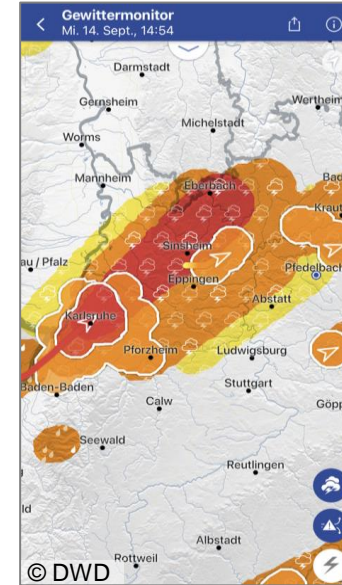 Gewittermonitor
Mi. 14. Sept., 14:54
Darmstadt
Gernsheim
Wertheim
Michelstadt
Worms
Mannheim
Eberbach
Bad
Kraut
Sinsheim
au / Pfalz
Pfedelbach
Eppingen
Abstatt
Karlsruhe
Pforzheim
Ludwigsburg
Baden-Baden
Stuttgart
Calw
Göpp
Seewald
Reutlingen
ld
Albstadt
Rottweil
© DWD